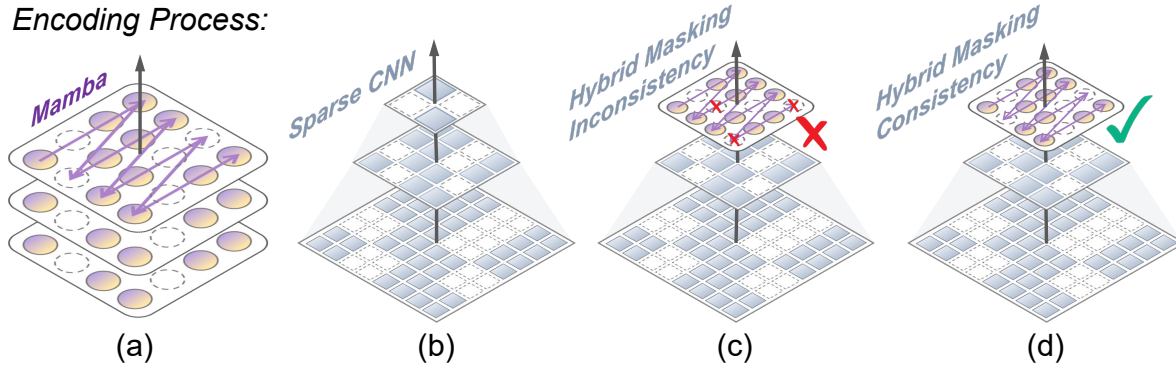 Encoding Process:
Mamba
Sparse CNN
Hybrid Masking
Inconsistency
Hybrid Masking
Consistency
(a)
(b)
(c)
(d)